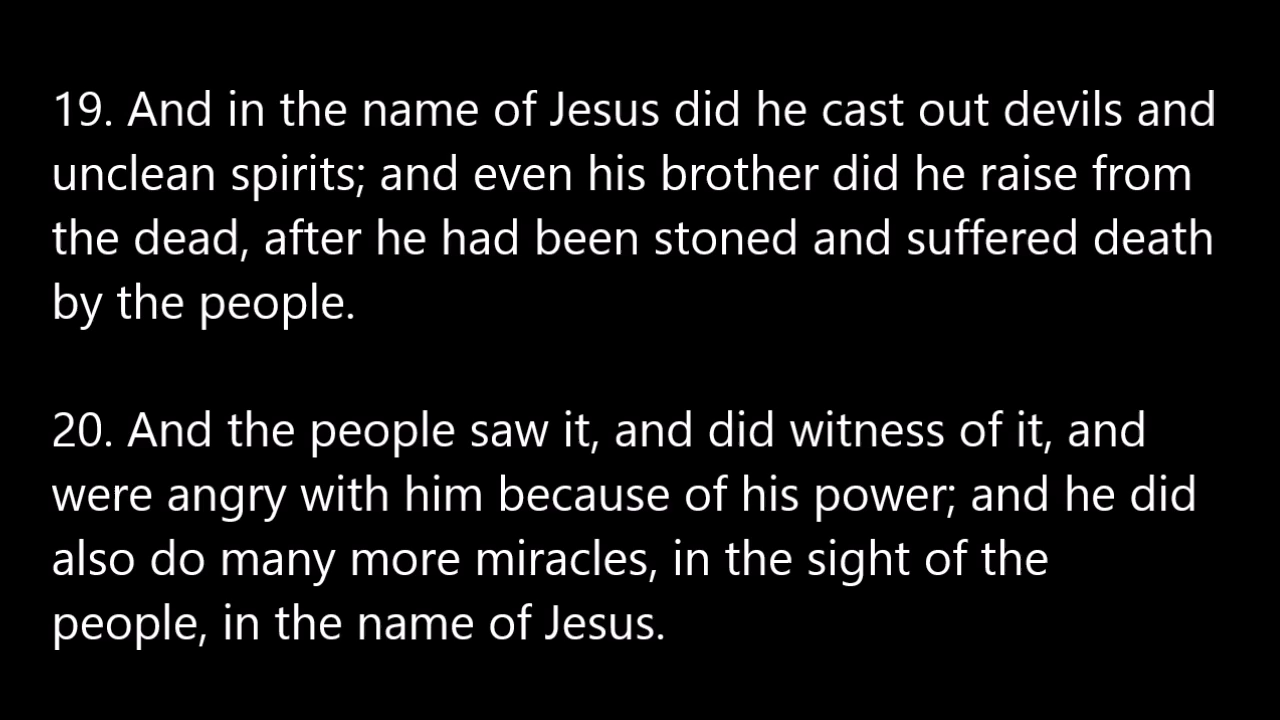 19. And in the name of Jesus did he cast out devils and
unclean spirits; and even his brother did he raise from
the dead, after he had been stoned and suffered death
by the people.
20. And the people saw it, and did witness of it, and
were angry with him because of his power; and he did
also do many more miracles, in the sight of the
people, in the name of Jesus.